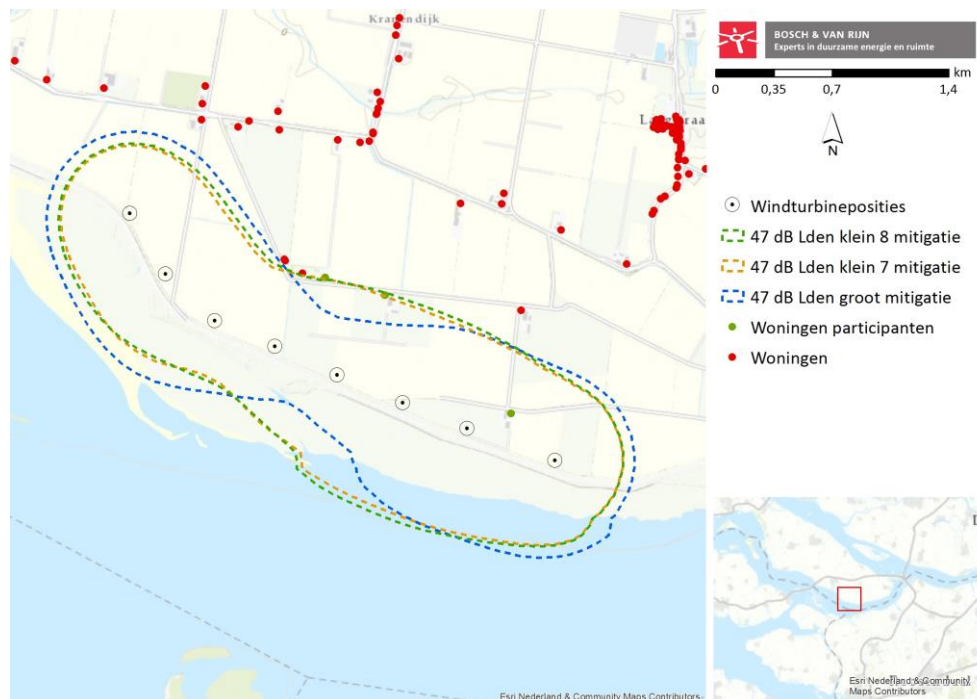 Kranendijk
BOSCH & VAN RIJN
Experts in duurzame energie en ruimte
km
0 0,35 0,7 1,4
N
Windturbineposities
47 dB Lden klein 8 mitigatie
47 dB Lden klein 7 mitigatie
47 dB Lden groot mitigatie
Woningen participanten
Woningen
Esri Nederland & Community Maps Contributors
Esri Nederland & Community
Maps Contributors